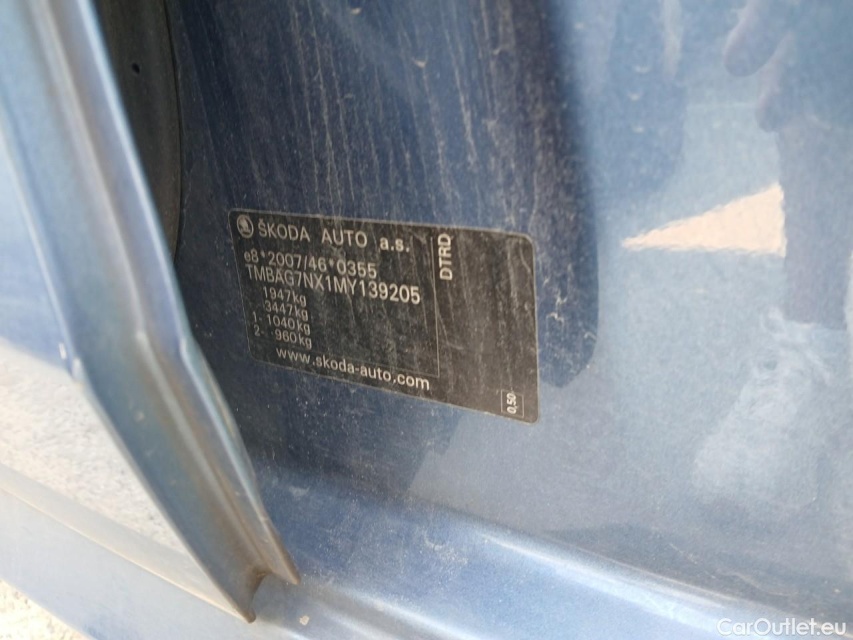 ŠKODA AUTO a.s.
e8*2007/46*0355
TMBAG7NX1MY139205
1947kg
3447kg
1- 1040kg
2- 960kg
www.skoda-auto.com
DTRD
0,50
CarOutlet.eu